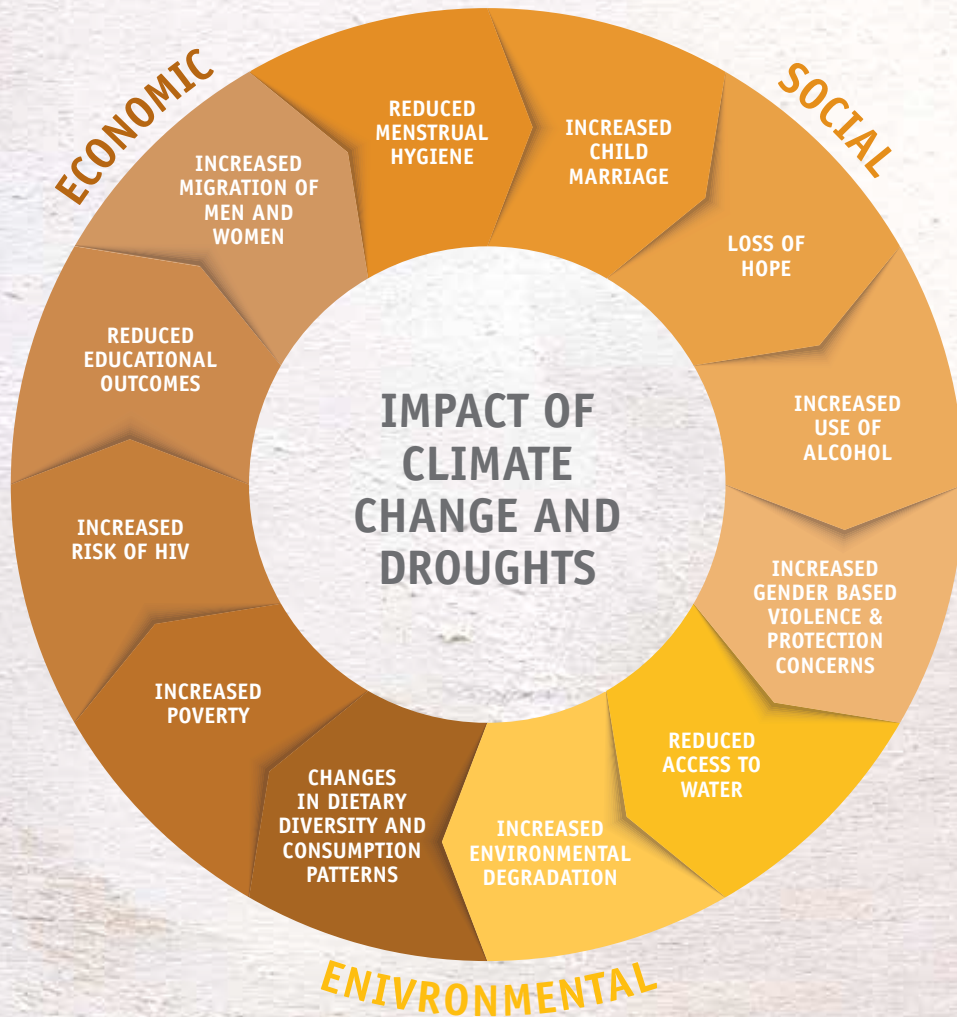 ECONOMIC
SOCIAL
REDUCED
MENSTRUAL
HYGIENE
INCREASED
CHILD
MARRIAGE
LOSS OF
HOPE
INCREASED
USE OF
ALCOHOL
INCREASED
GENDER BASED
VIOLENCE &
PROTECTION
CONCERNS
REDUCED
ACCESS TO
WATER
INCREASED
ENVIRONMENTAL
DEGRADATION
CHANGES
IN DIETARY
DIVERSITY AND
CONSUMPTION
PATTERNS
INCREASED
POVERTY
INCREASED
RISK OF HIV
REDUCED
EDUCATIONAL
OUTCOMES
INCREASED
MIGRATION OF
MEN AND
WOMEN
IMPACT OF
CLIMATE
CHANGE AND
DROUGHTS
ENIVRONMENTAL